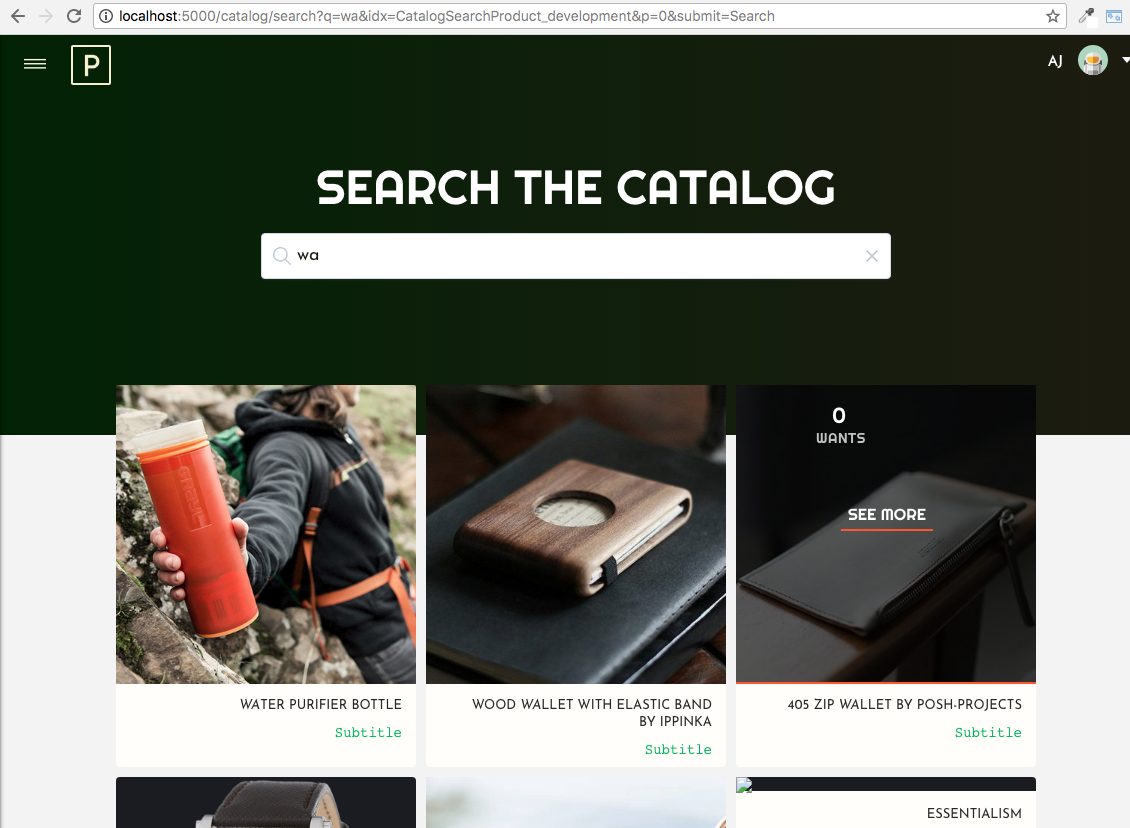 localhost:5000/catalog/search?q=wa&idx=CatalogSearchProduct_development&p=0&submit=Search
P
AJ
SEARCH THE CATALOG
wa
0
WANTS
SEE MORE
WATER PURIFIER BOTTLE
Subtitle
WOOD WALLET WITH ELASTIC BAND
BY IPPINKA
Subtitle
405 ZIP WALLET BY POSH-PROJECTS
Subtitle
ESSENTIALISM